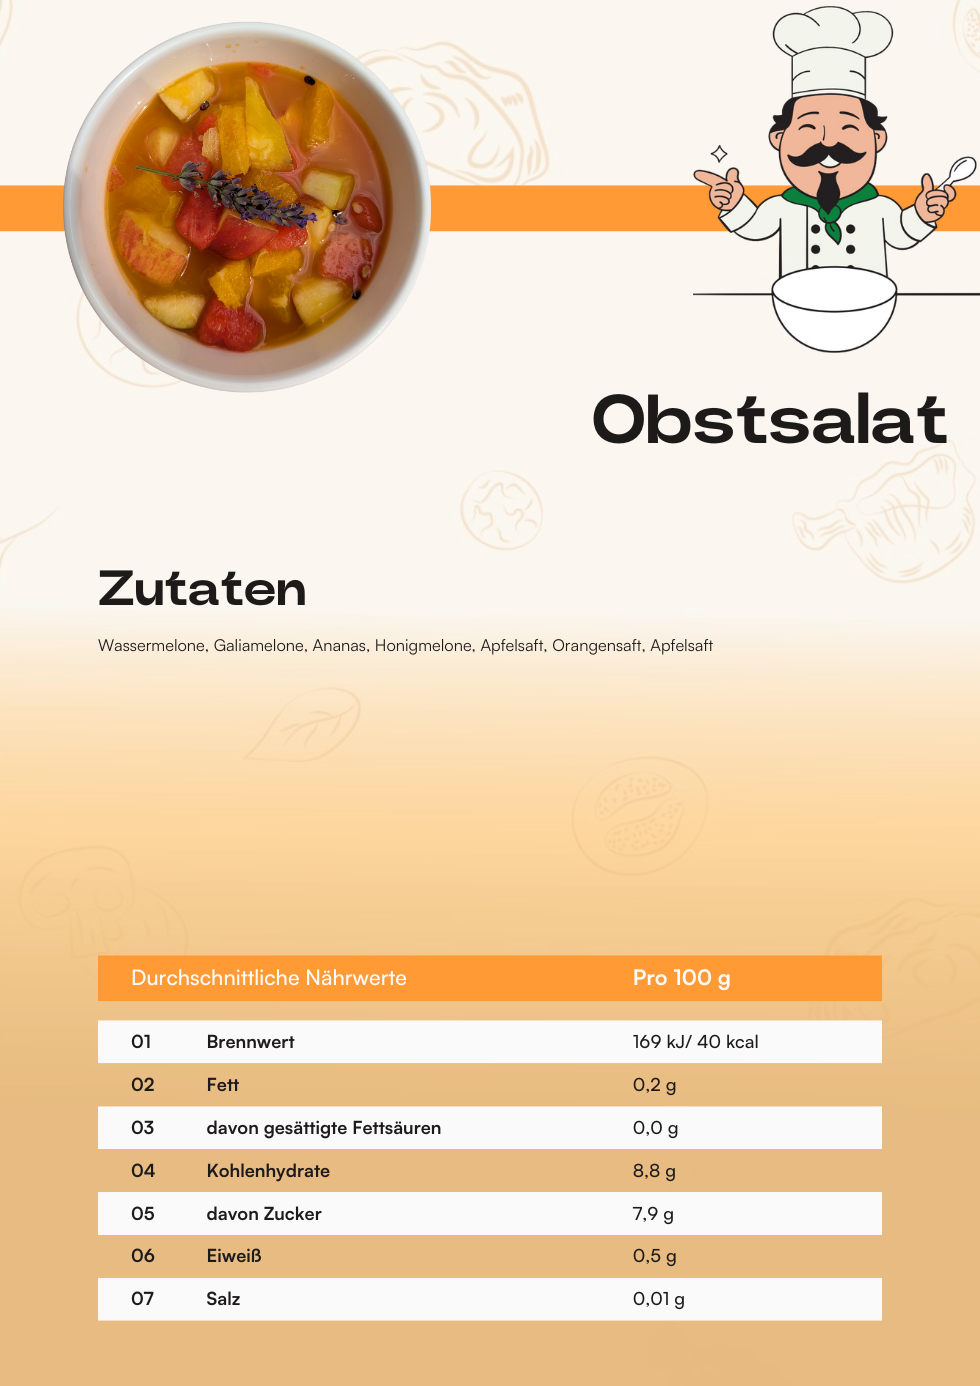 Obstsalat
Zutaten
Wassermelone, Galiamelone, Ananas, Honigmelone, Apfelsaft, Orangensaft, Apfelsaft
Durchschnittliche Nährwerte Pro 100 g
01 Brennwert 169 kJ/ 40 kcal
02 Fett 0,2 g
03 davon gesättigte Fettsäuren 0,0 g
04 Kohlenhydrate 8,8 g
05 davon Zucker 7,9 g
06 Eiweiß 0,5 g
07 Salz 0,01 g